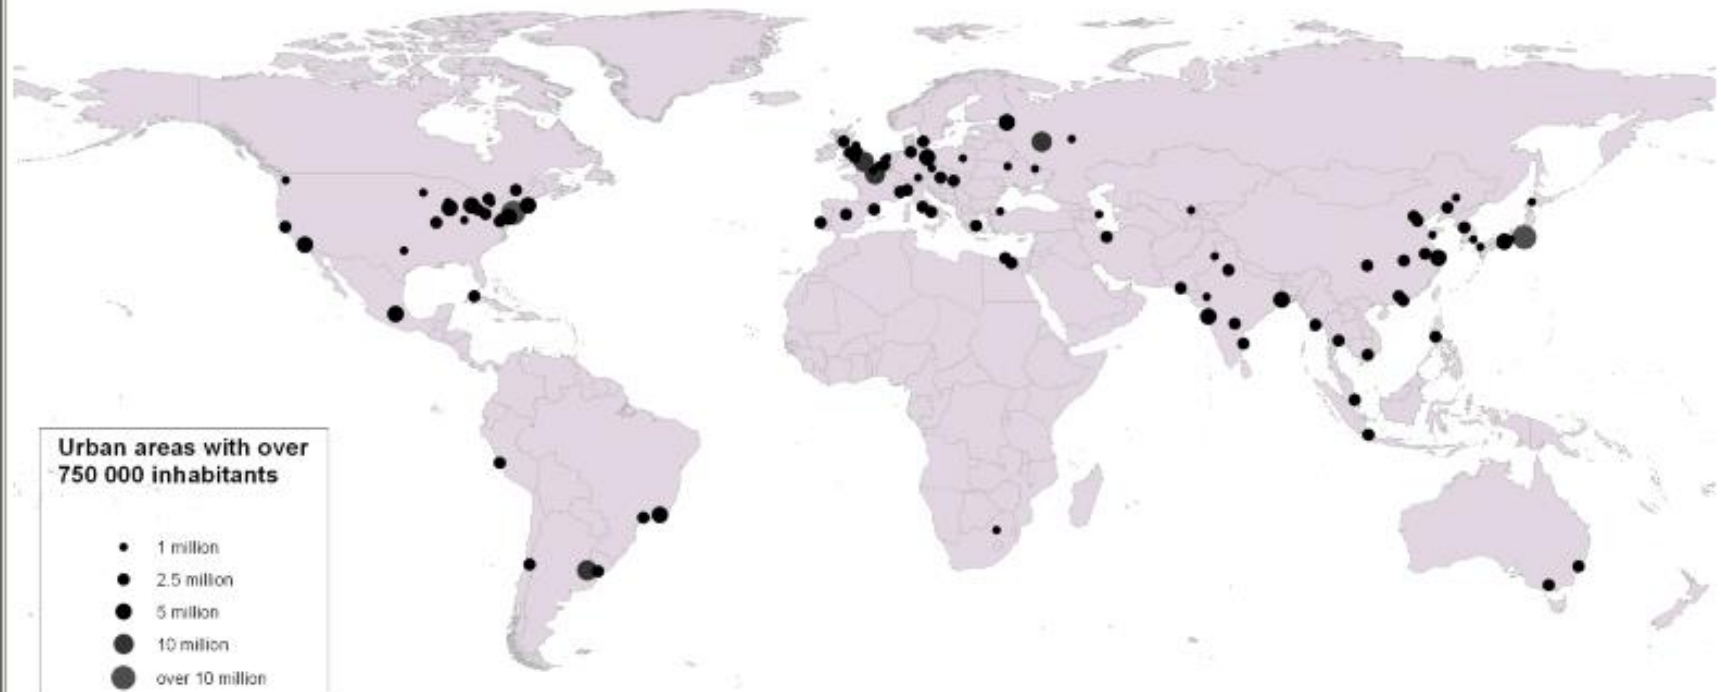 Urban areas with over
750 000 inhabitants
1 million
2.5 million
5 million
10 million
over 10 million